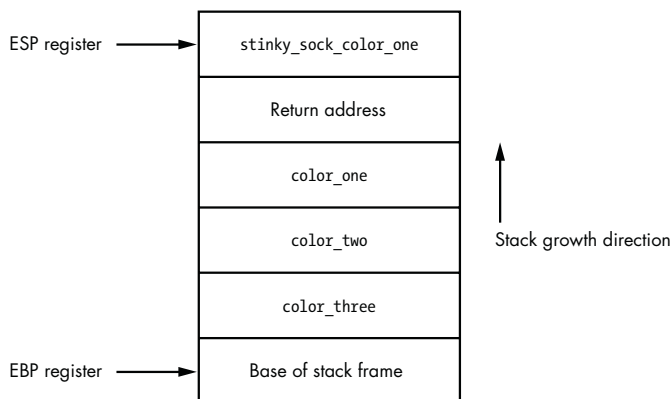 ESP register
stinky_sock_color_one
Return address
color_one
color_two
Stack growth direction
color_three
EBP register
Base of stack frame